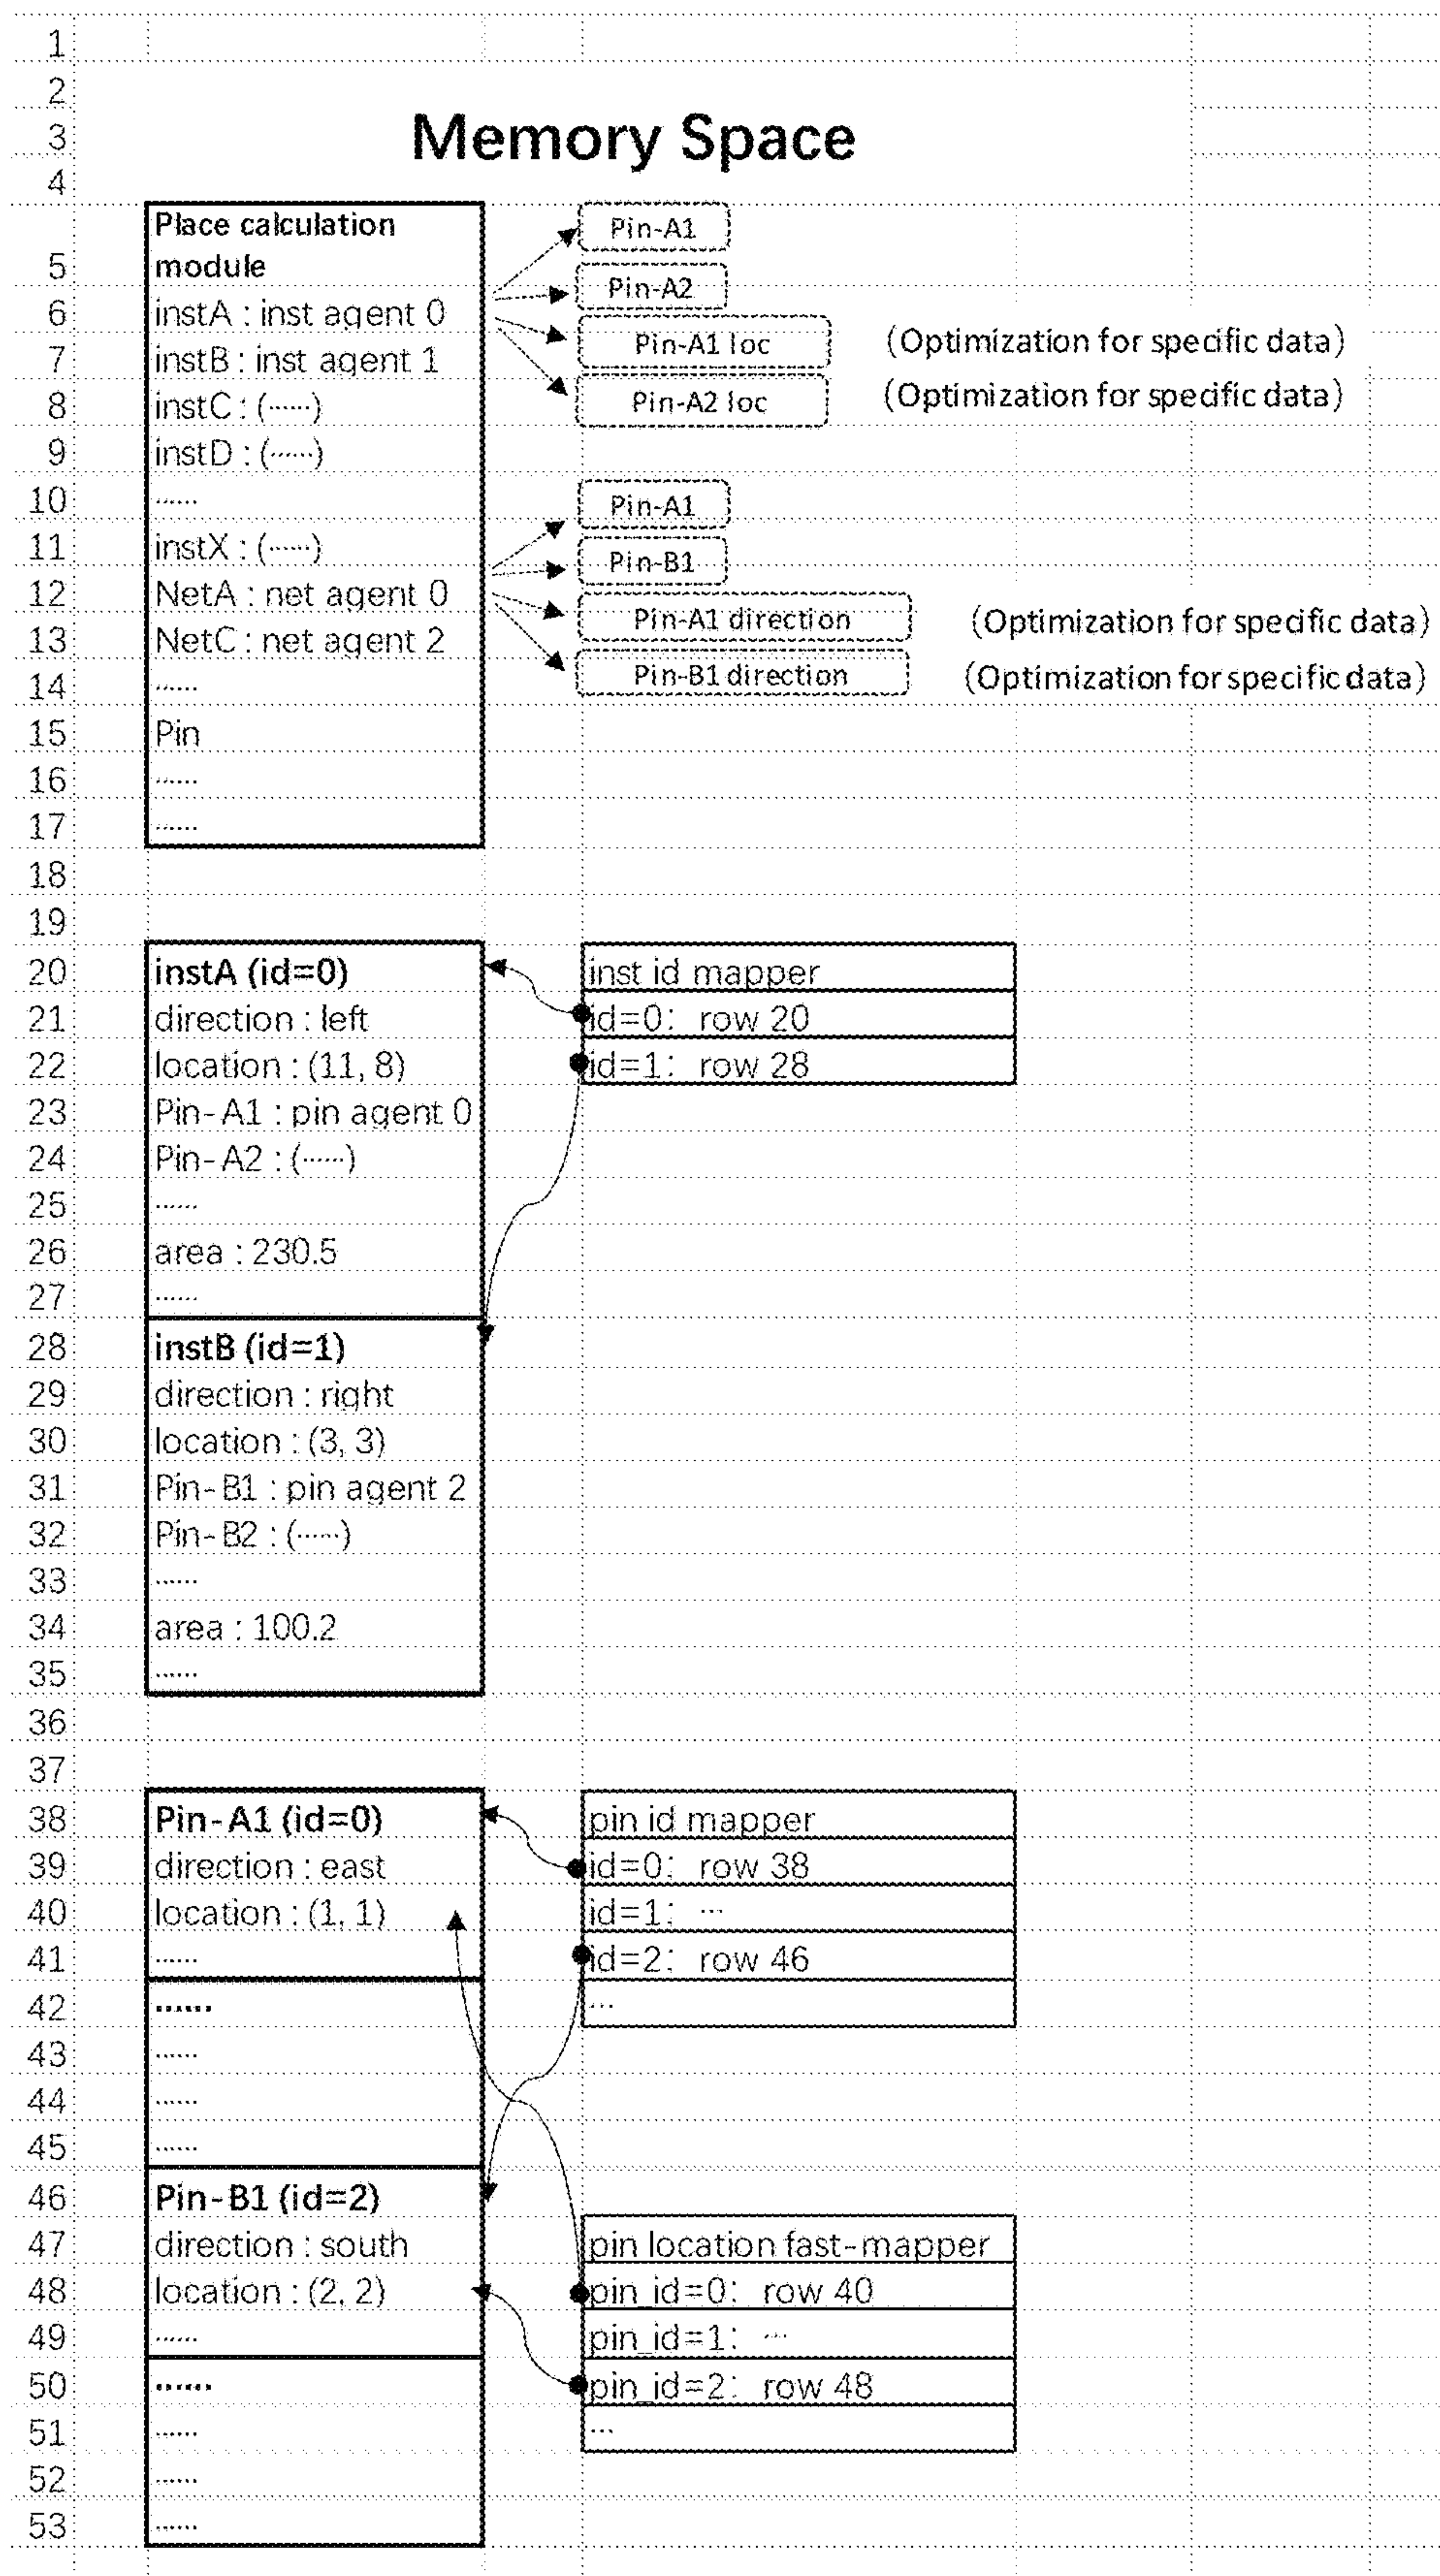 1
2
3
Memory Space
4
Place calculation
5
module
6
instA : inst agent 0
7
instB : inst agent 1
8
instC : (······)
9
instD : (······)
10
······
11
instX : (······)
12
NetA : net agent 0
13
NetC : net agent 2
14
······
15
Pin
16
······
17
······
Pin-A1
Pin-A2
Pin-A1 loc
(Optimization for specific data)
Pin-A2 loc
(Optimization for specific data)
Pin-A1
Pin-B1
Pin-A1 direction
(Optimization for specific data)
Pin-B1 direction
(Optimization for specific data)
18
19
20
instA (id=0)
21
direction : left
22
location : (11, 8)
23
Pin-A1 : pin agent 0
24
Pin-A2 : (······)
25
······
26
area : 230.5
27
······
inst id mapper
id=0: row 20
id=1: row 28
28
instB (id=1)
29
direction : right
30
location : (3, 3)
31
Pin-B1 : pin agent 2
32
Pin-B2 : (······)
33
······
34
area : 100.2
35
······
36
37
38
Pin-A1 (id=0)
39
direction : east
40
location : (1, 1)
41
······
42
······
43
······
44
······
45
······
pin id mapper
id=0: row 38
id=1: ···
id=2: row 46
···
46
Pin-B1 (id=2)
47
direction : south
48
location : (2, 2)
49
······
50
······
51
······
52
······
53
······
pin location fast-mapper
pin_id=0: row 40
pin_id=1: ···
pin_id=2: row 48
···